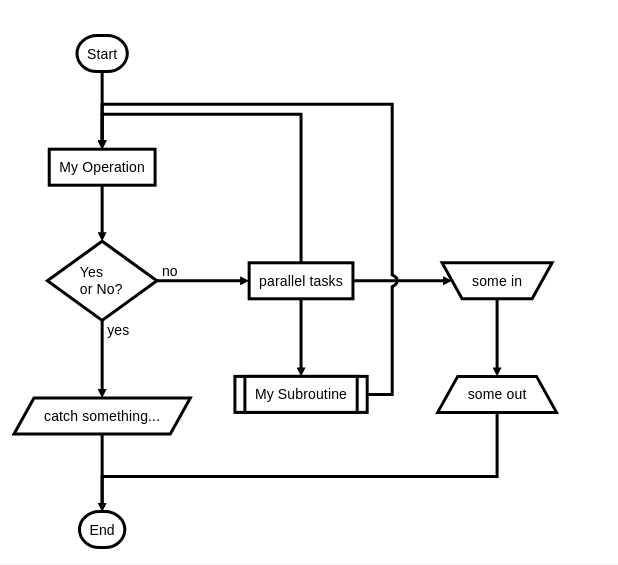 Start
My Operation
Yes
or No?
no
parallel tasks
some in
yes
My Subroutine
some out
catch something...
End